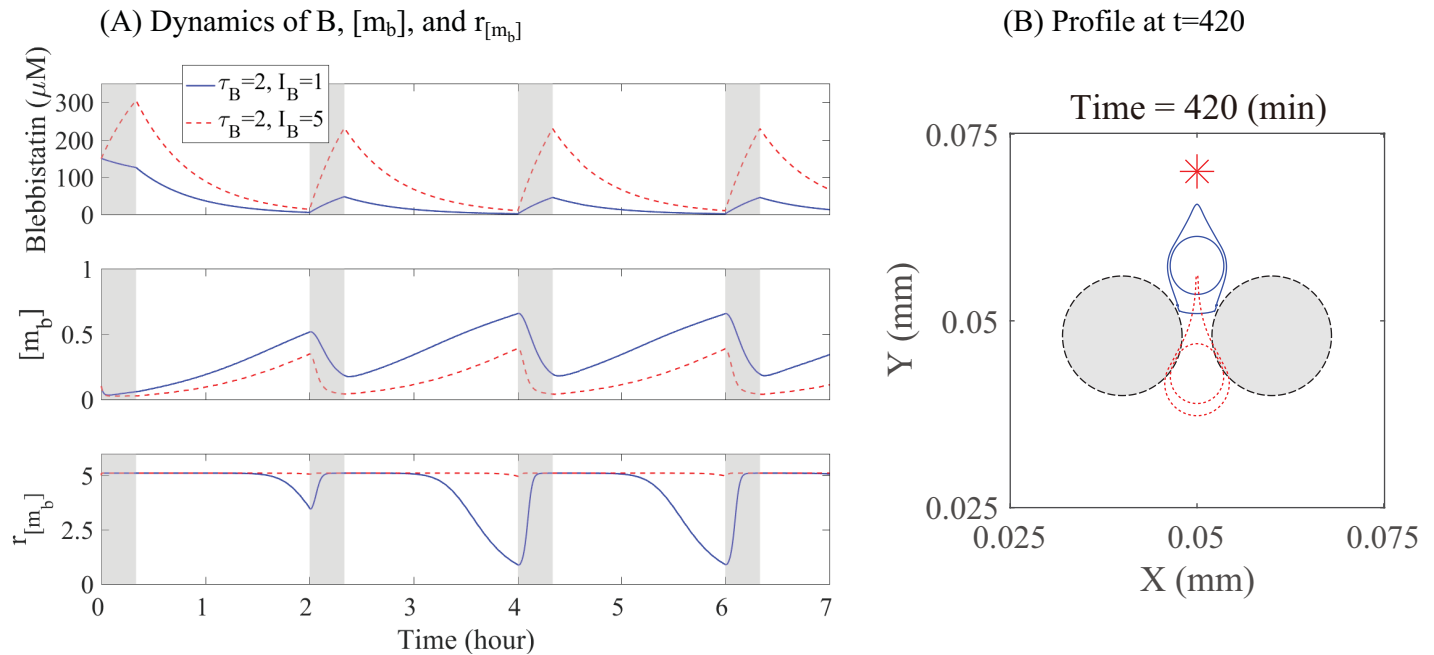 (A) Dynamics of B, [m_b], and r_[m_b]
Blebbistatin (μM)
300
200
100
0
τ_B=2, I_B=1
τ_B=2, I_B=5
[m_b]
1
0.5
0
r_[m_b]
5
2.5
0
0 1 2 3 4 5 6 7
Time (hour)
(B) Profile at t=420
Time = 420 (min)
Y (mm)
0.075
0.05
0.025
0.025 0.05 0.075
X (mm)